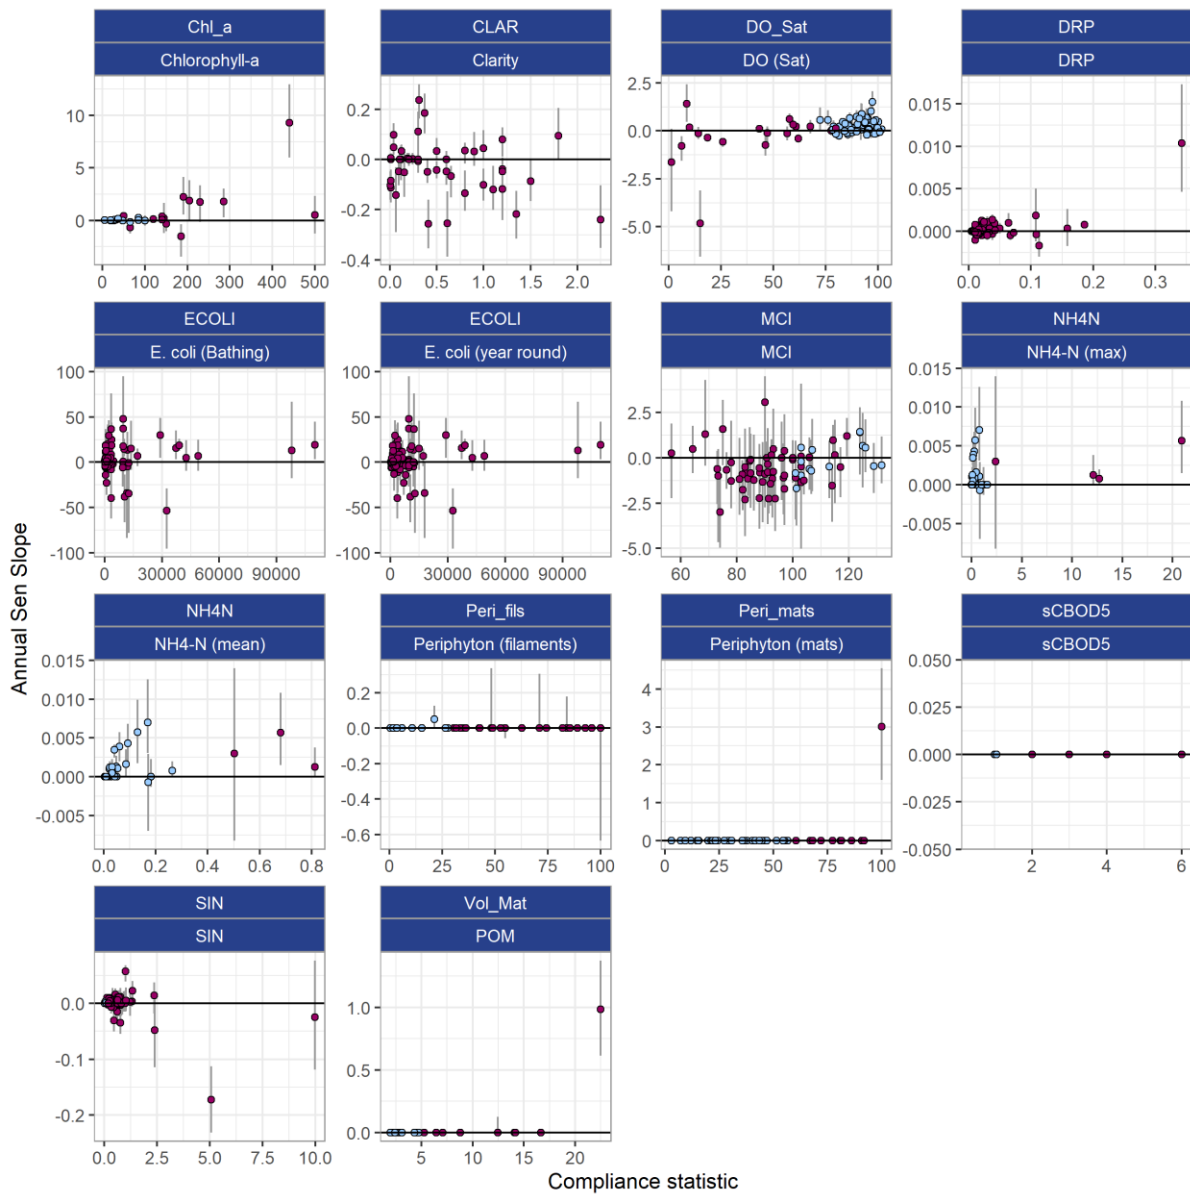 Chl_a
Chlorophyll-a
10
5
0
0 100 200 300 400 500
CLAR
Clarity
0.2
0.0
-0.2
-0.4
0.0 0.5 1.0 1.5 2.0
DO_Sat
DO (Sat)
2.5
0.0
-2.5
-5.0
0 25 50 75 100
DRP
DRP
0.015
0.010
0.005
0.000
0.0 0.1 0.2 0.3
ECOLI
E. coli (Bathing)
100
50
0
-50
-100
0 30000 60000 90000
ECOLI
E. coli (year round)
100
50
0
-50
-100
0 30000 60000 90000
MCI
MCI
2.5
0.0
-2.5
-5.0
60 80 100 120
NH4N
NH4-N (max)
0.015
0.010
0.005
0.000
-0.005
0 5 10 15 20
NH4N
NH4-N (mean)
0.015
0.010
0.005
0.000
-0.005
0.0 0.2 0.4 0.6 0.8
Peri_fils
Periphyton (filaments)
0.2
0.0
-0.2
-0.4
-0.6
0 25 50 75 100
Peri_mats
Periphyton (mats)
4
3
2
1
0
0 25 50 75 100
sCBOD5
sCBOD5
0.050
0.025
0.000
-0.025
-0.050
2 4 6
SIN
SIN
0.0
-0.1
-0.2
0.0 2.5 5.0 7.5 10.0
Vol_Mat
POM
1.0
0.5
0.0
5 10 15 20
Annual Sen Slope
Compliance statistic